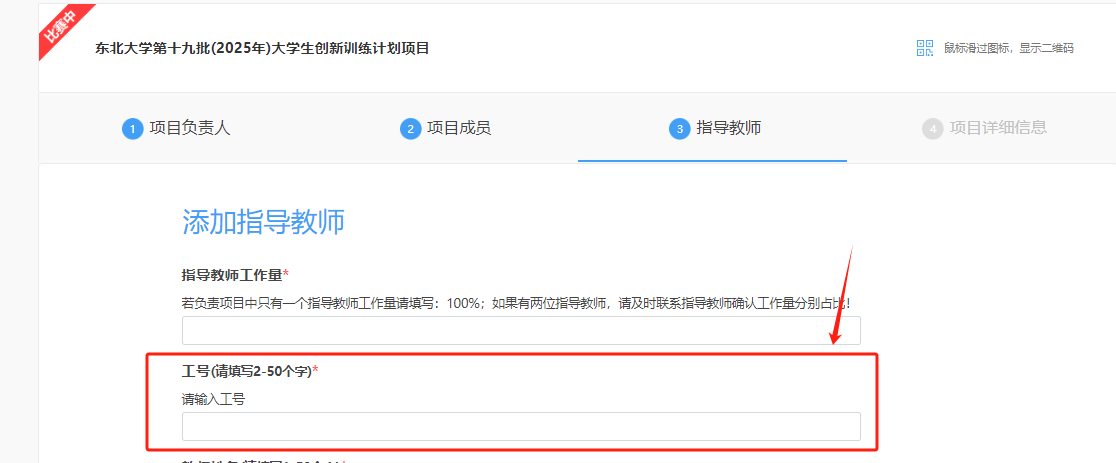 比赛中
东北大学第十九批(2025年)大学生创新训练计划项目
鼠标滑过图标，显示二维码
1 项目负责人
2 项目成员
3 指导教师
4 项目详细信息
添加指导教师
指导教师工作量*
若负责项目中只有一个指导教师工作量请填写：100%；如果有两位指导教师，请及时联系指导教师确认工作量分别占比！
工号(请填写2-50个字)*
请输入工号